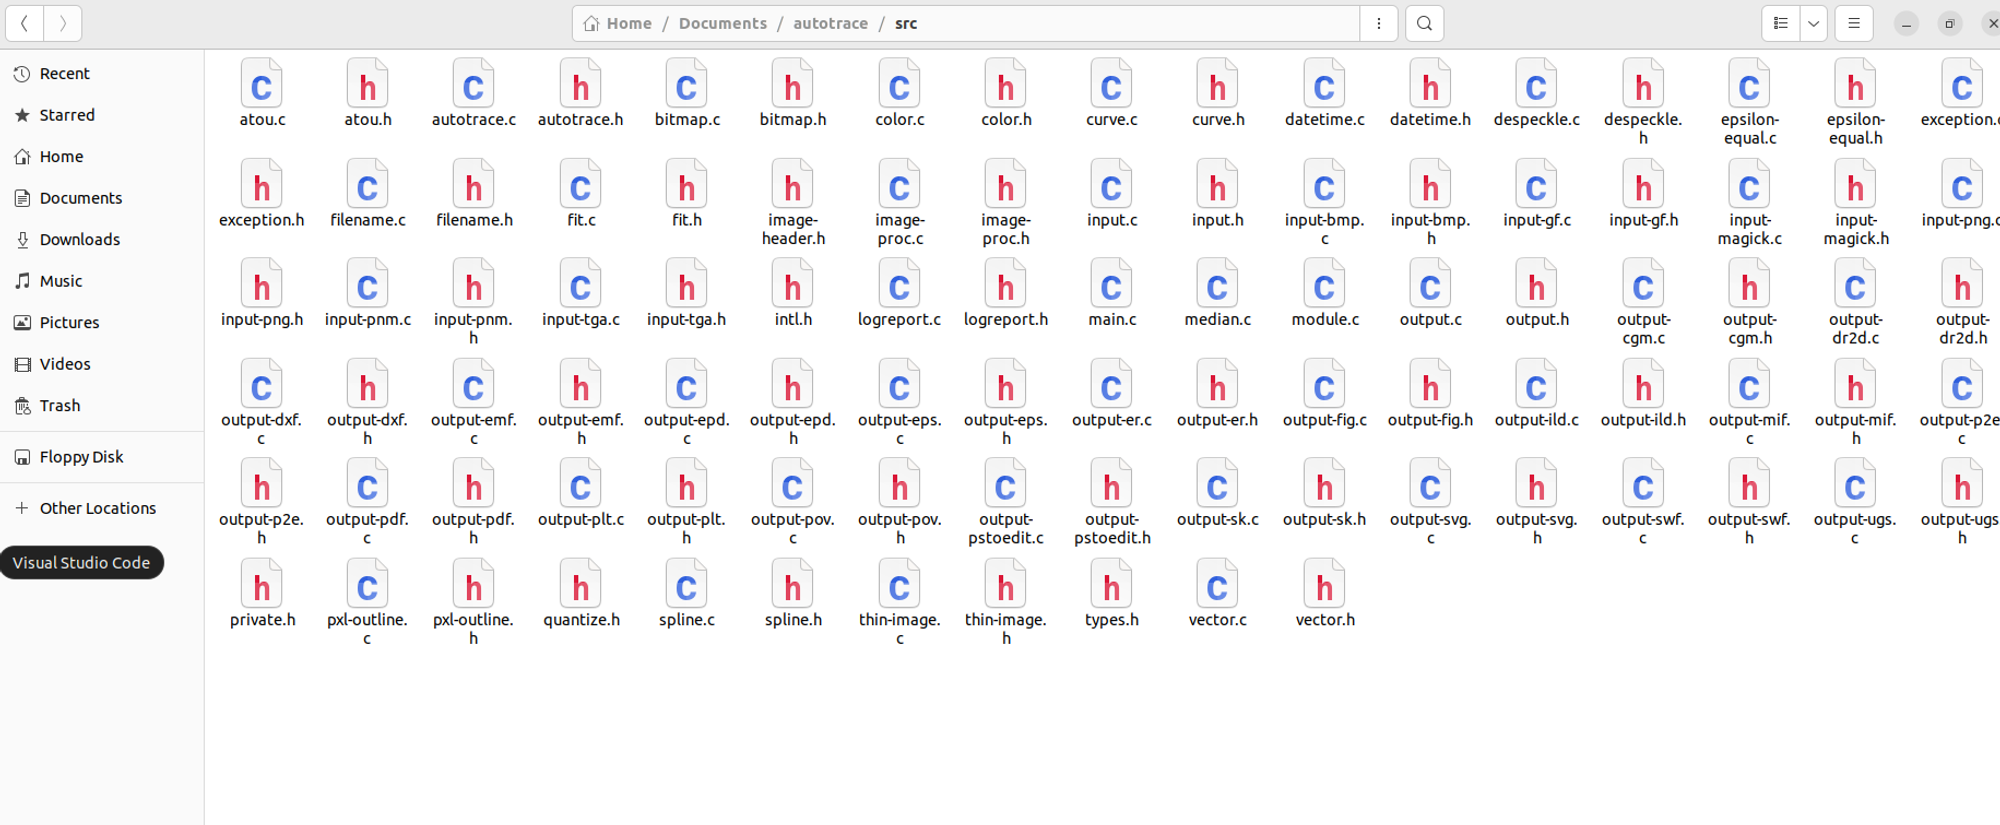 Home / Documents / autotrace / src
Recent
Starred
Home
Documents
Downloads
Music
Pictures
Videos
Trash
Floppy Disk
Other Locations
Visual Studio Code
atou.c atou.h autotrace.c autotrace.h bitmap.c bitmap.h color.c color.h curve.c curve.h datetime.c datetime.h despeckle.c despeckle. epsilon- epsilon- exception.c
h equal.c equal.h
exception.h filename.c filename.h fit.c fit.h image- image- image- input.c input.h input-bmp. input-bmp. input-gf.c input-gf.h input- input- input-png.c
header.h proc.c proc.h c h magick.c magick.h
input-png.h input-pnm.c input-pnm. input-tga.c input-tga.h intl.h logreport.c logreport.h main.c median.c module.c output.c output.h output- output- output- output-
h cgm.c cgm.h dr2d.c dr2d.h
output-dxf. output-dxf. output-emf. output-emf. output-epd. output-epd. output-eps. output-eps. output-er.c output-er.h output-fig.c output-fig.h output-ild.c output-ild.h output-mif. output-mif. output-p2e
c h c h c h c h c h c
output-p2e. output-pdf. output-pdf. output-plt.c output-plt. output-pov. output-pov. output- output- output-sk.c output-sk.h output-svg. output-svg. output-swf. output-swf. output-ugs. output-ugs
h c h h c h pstoedit.c pstoedit.h c h c h c h
private.h pxl-outline. pxl-outline. quantize.h spline.c spline.h thin-image. thin-image. types.h vector.c vector.h
c h c h